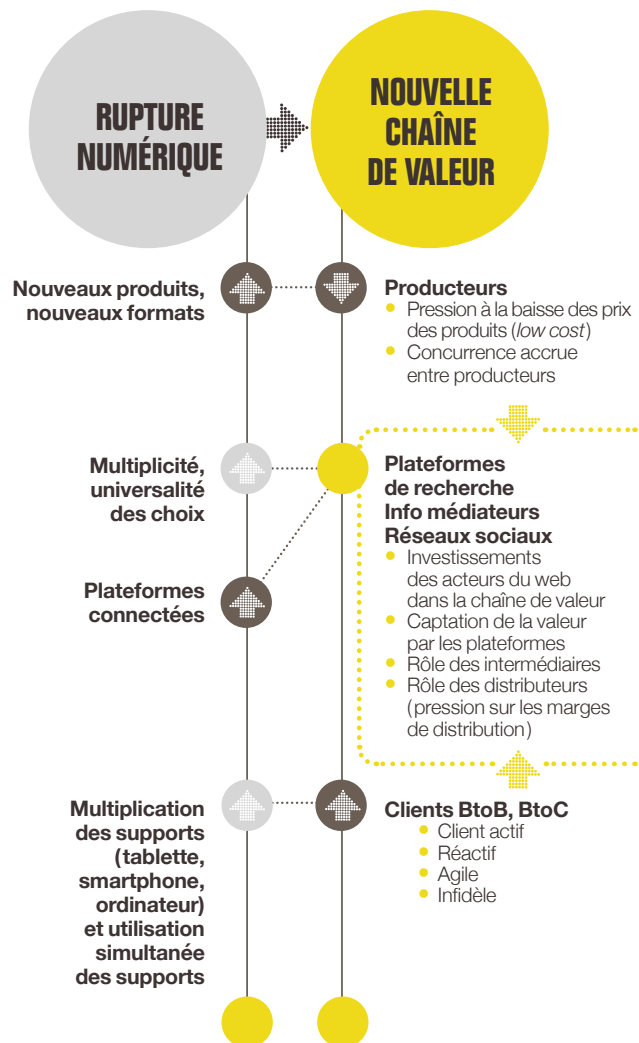 RUPTURE
NUMÉRIQUE
NOUVELLE
CHAÎNE
DE VALEUR
Nouveaux produits,
nouveaux formats
Producteurs
Pression à la baisse des prix
des produits (low cost)
Concurrence accrue
entre producteurs
Multiplicité,
universalité
des choix
Plateformes
connectées
Plateformes
de recherche
Info médiateurs
Réseaux sociaux
Investissements
des acteurs du web
dans la chaîne de valeur
Captation de la valeur
par les plateformes
Rôle des intermédiaires
Rôle des distributeurs
(pression sur les marges
de distribution)
Multiplication
des supports
(tablette,
smartphone,
ordinateur)
et utilisation
simultanée
des supports
Clients BtoB, BtoC
Client actif
Réactif
Agile
Infidèle